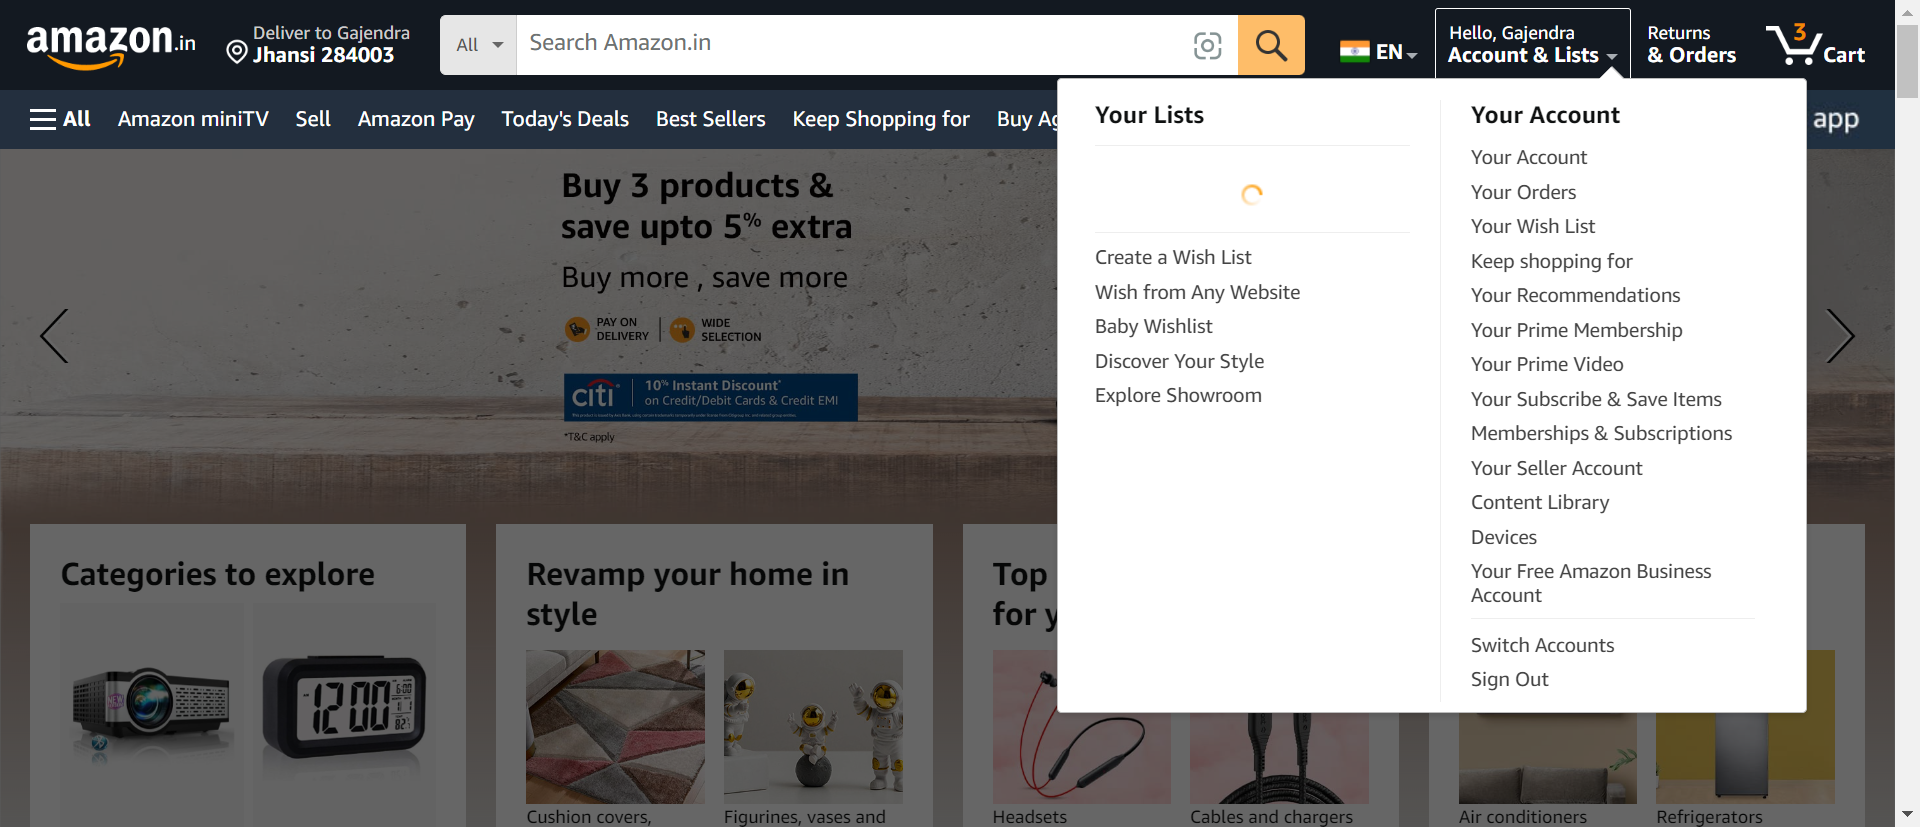 amazon.in
Deliver to Gajendra
Jhansi 284003
All
Search Amazon.in
EN
Hello, Gajendra
Account & Lists
Returns
& Orders
3
Cart
All
Amazon miniTV
Sell
Amazon Pay
Today's Deals
Best Sellers
Keep Shopping for
Buy Ag
app
Your Lists
Create a Wish List
Wish from Any Website
Baby Wishlist
Discover Your Style
Explore Showroom
Your Account
Your Account
Your Orders
Your Wish List
Keep shopping for
Your Recommendations
Your Prime Membership
Your Prime Video
Your Subscribe & Save Items
Memberships & Subscriptions
Your Seller Account
Content Library
Devices
Your Free Amazon Business
Account
Switch Accounts
Sign Out
Buy 3 products &
save upto 5% extra
Buy more , save more
PAY ON
DELIVERY
WIDE
SELECTION
citi
10% Instant Discount*
on Credit/Debit Cards & Credit EMI
*T&C apply
Categories to explore
NEW
12:00
6:00
82
Revamp your home in
style
Cushion covers,
Figurines, vases and
Top
for y
Headsets
Cables and chargers
Air conditioners
Refrigerators